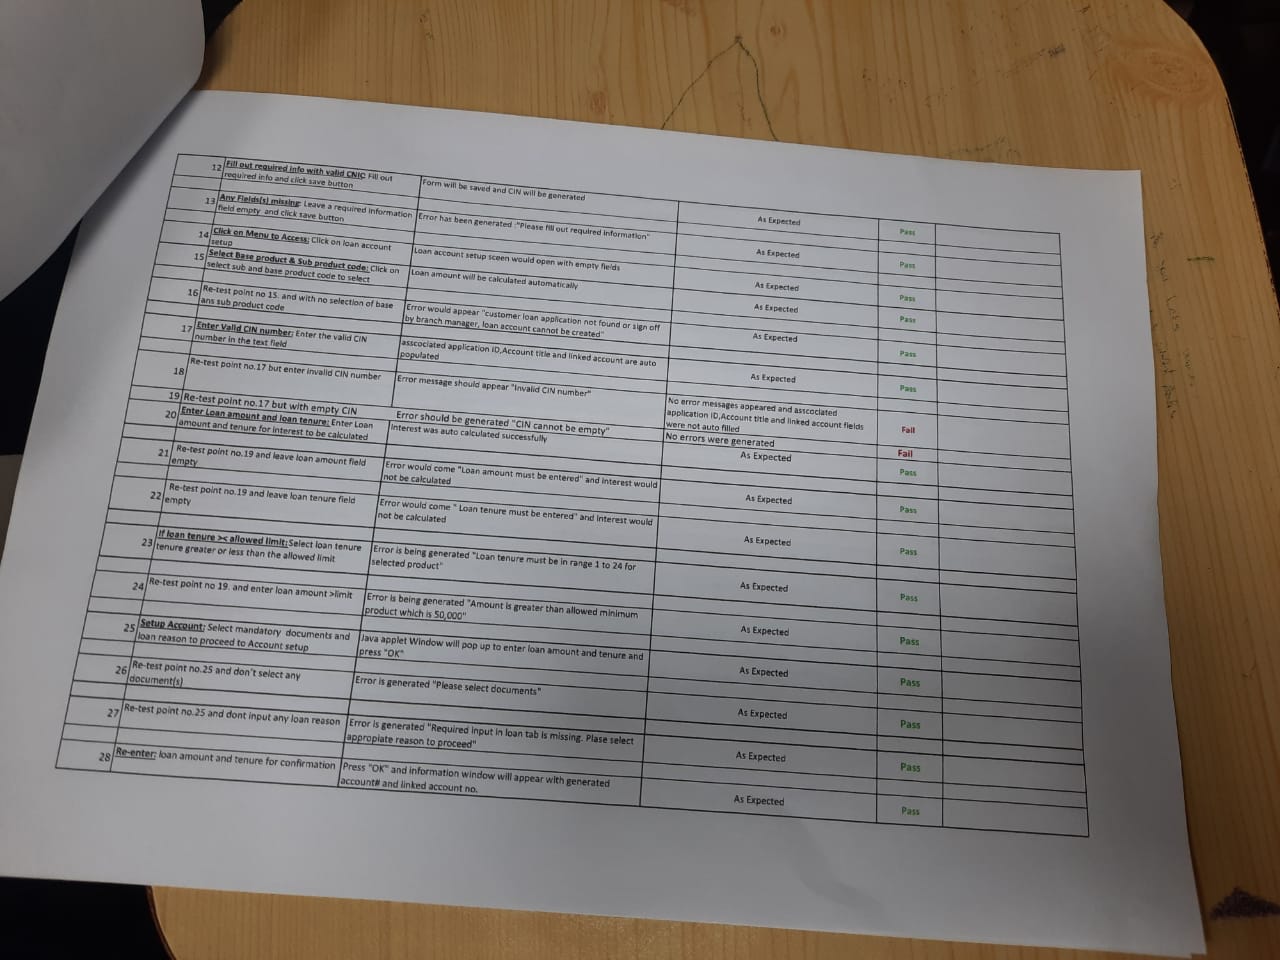 12 Fill out required info with valid CNIC Fill out
required info and click save button
Form will be saved and CIN will be generated
As Expected
Pass
13 Any Fields(s) missing: Leave a required information
field empty and click save button
Error has been generated :"Please fill out required information"
As Expected
Pass
14 Click on Menu to Access: Click on loan account
setup
Loan account setup sceen would open with empty fields
As Expected
Pass
15 Select Base product & Sub product code: Click on
select sub and base product code to select
Loan amount will be calculated automatically
As Expected
Pass
16 Re-test point no 15. and with no selection of base
ans sub product code
Error would appear "customer loan application not found or sign off
by branch manager, loan account cannot be created"
As Expected
Pass
17 Enter Valid CIN number: Enter the valid CIN
number in the text field
asscociated application ID,Account title and linked account are auto
populated
As Expected
Pass
18 Re-test point no.17 but enter invalid CIN number
Error message should appear "Invalid CIN number"
No error messages appeared and asscociated
application ID,Account title and linked account fields
were not auto filled
Fail
19 Re-test point no.17 but with empty CIN
Error should be generated "CIN cannot be empty"
No errors were generated
Fail
20 Enter Loan amount and loan tenure: Enter Loan
amount and tenure for interest to be calculated
Interest was auto calculated successfully
As Expected
Pass
21 Re-test point no.19 and leave loan amount field
empty
Error would come "Loan amount must be entered" and interest would
not be calculated
As Expected
Pass
22 Re-test point no.19 and leave loan tenure field
empty
Error would come " Loan tenure must be entered" and interest would
not be calculated
As Expected
Pass
23 If loan tenure >< allowed limit: Select loan tenure
tenure greater or less than the allowed limit
Error is being generated "Loan tenure must be in range 1 to 24 for
selected product"
As Expected
Pass
24 Re-test point no 19. and enter loan amount >limit
Error is being generated "Amount is greater than allowed minimum
product which is 50,000"
As Expected
Pass
25 Setup Account: Select mandatory documents and
loan reason to proceed to Account setup
Java applet Window will pop up to enter loan amount and tenure and
press "OK"
As Expected
Pass
26 Re-test point no.25 and don't select any
document(s)
Error is generated "Please select documents"
As Expected
Pass
27 Re-test point no.25 and dont input any loan reason
Error is generated "Required input in loan tab is missing. Plase select
appropiate reason to proceed"
As Expected
Pass
28 Re-enter: loan amount and tenure for confirmation
Press "OK" and information window will appear with generated
account# and linked account no.
As Expected
Pass